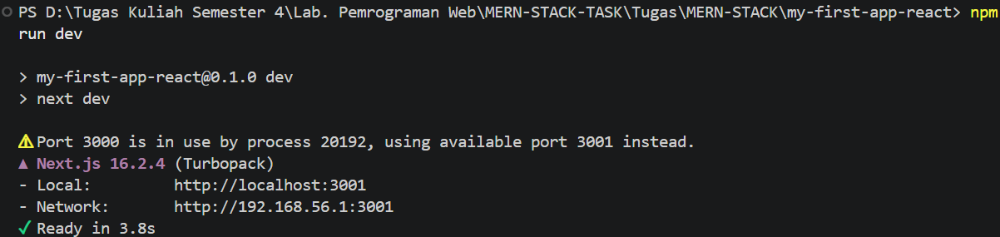 PS D:\Tugas Kuliah Semester 4\Lab. Pemrograman Web\MERN-STACK-TASK\Tugas\MERN-STACK\my-first-app-react> npm
run dev
> my-first-app-react@0.1.0 dev
> next dev
⚠ Port 3000 is in use by process 20192, using available port 3001 instead.
▲ Next.js 16.2.4 (Turbopack)
- Local: http://localhost:3001
- Network: http://192.168.56.1:3001
✓ Ready in 3.8s